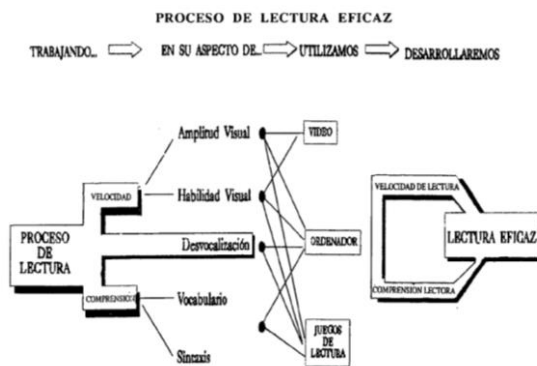 PROCESO DE LECTURA EFICAZ
TRABAJANDO... EN SU ASPECTO DE... UTILIZAMOS DESARROLLAREMOS
Amplitud Visual
VIDEO
VELOCIDAD
Habilidad Visual
VELOCIDAD DE LECTURA
PROCESO
DE
LECTURA
Desvocalización
ORDENADOR
LECTURA EFICAZ
COMPRENSION
Vocabulario
COMPRENSION LECTORA
JUEGOS
DE
LECTURA
Sintaxis